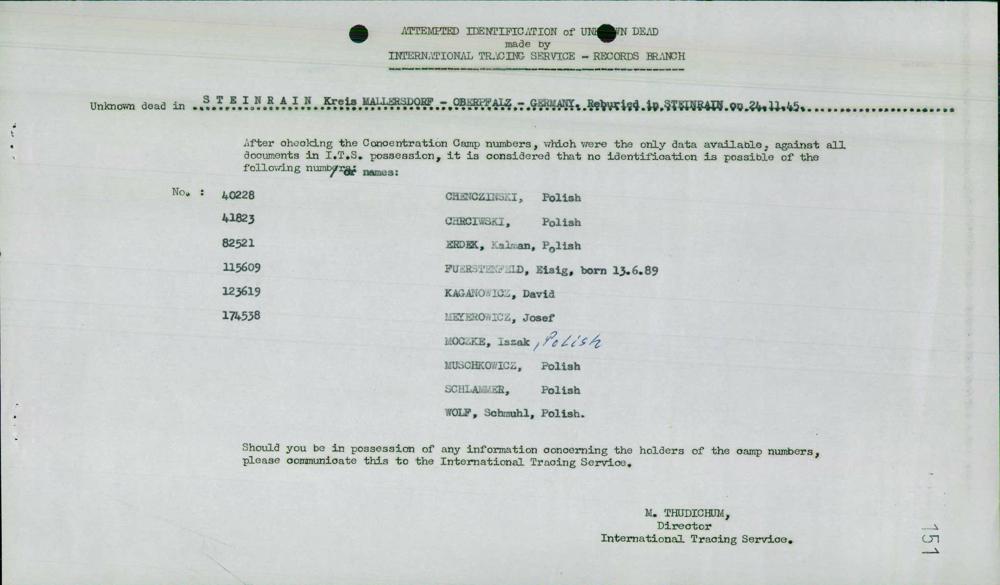 ATTEMPTED IDENTIFICATION of UNKNOWN DEAD
made by
INTERNATIONAL TRACING SERVICE - RECORDS BRANCH
Unknown dead in STEINRAIN Kreis MALLERSDORF - OBERPFALZ - GERMANY. Reburied in STEINRAIN on 24.11.45.
After checking the Concentration Camp numbers, which were the only data available, against all
documents in I.T.S. possession, it is considered that no identification is possible of the
following numbers/or names:
No. : 40228 CHENCZINSKI, Polish
41823 CHRCIWSKI, Polish
82521 ERDEK, Kalman, Polish
115609 FUERSTENFELD, Eisig, born 13.6.89
123619 KAGANOWICZ, David
174538 MEYEROWICZ, Josef
MOCZKE, Iszak, Polish
MUSCHKOWICZ, Polish
SCHLAMMER, Polish
WOLF, Schmuhl, Polish.
Should you be in possession of any information concerning the holders of the camp numbers,
please communicate this to the International Tracing Service.
M. THUDICHUM,
Director
International Tracing Service.
151